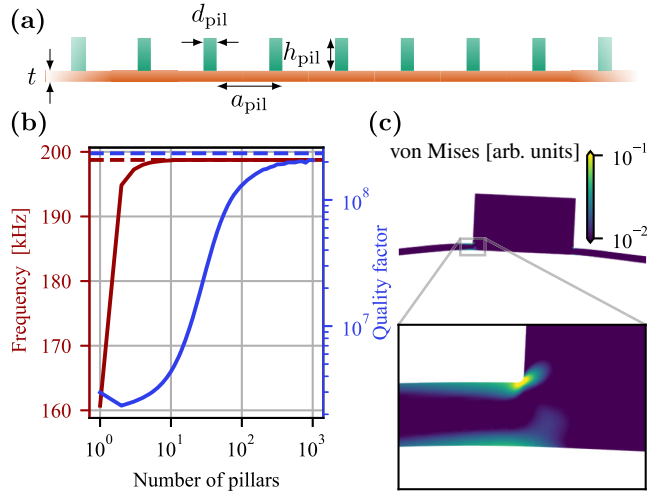 (a)
d_pil
h_pil
t
a_pil
(b)
(c)
200
190
180
170
160
Frequency [kHz]
10^8
10^7
Quality factor
10^0
10^1
10^2
10^3
Number of pillars
von Mises [arb. units]
10^−1
10^−2